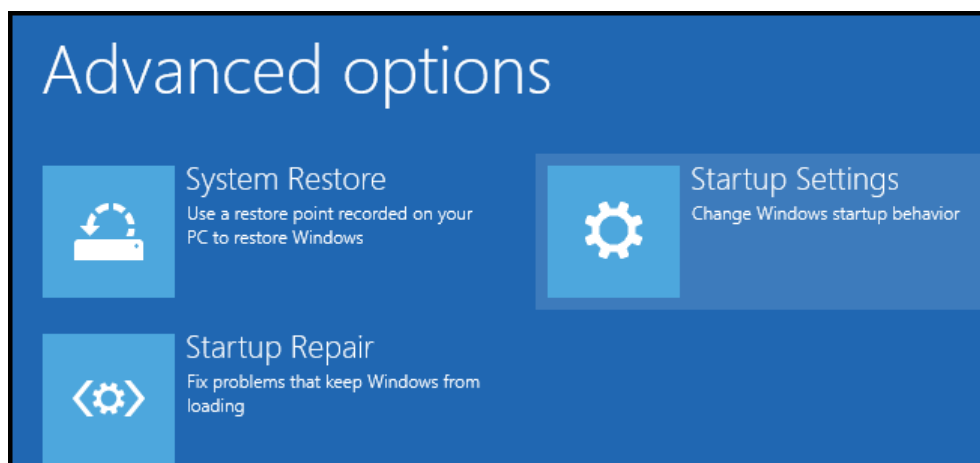 Advanced options
System Restore
Use a restore point recorded on your
PC to restore Windows
Startup Settings
Change Windows startup behavior
Startup Repair
Fix problems that keep Windows from
loading